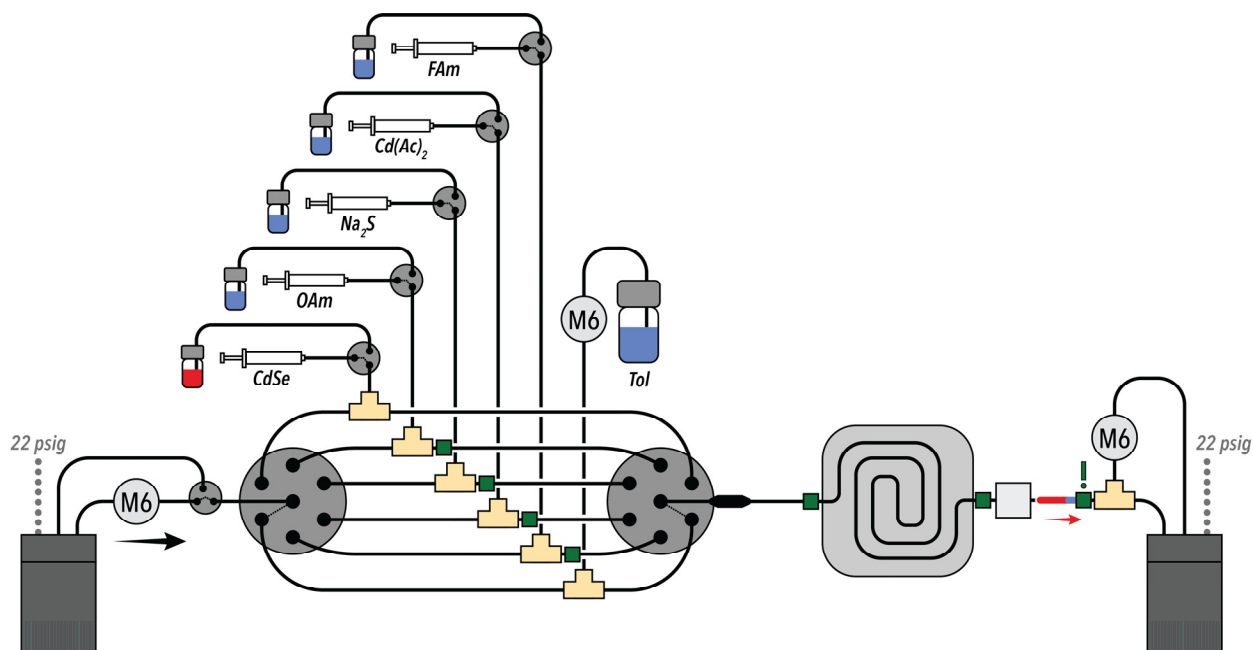 FAm
Cd(Ac)2
Na2S
OAm
CdSe
M6
Tol
22 psig
M6
M6
22 psig
!